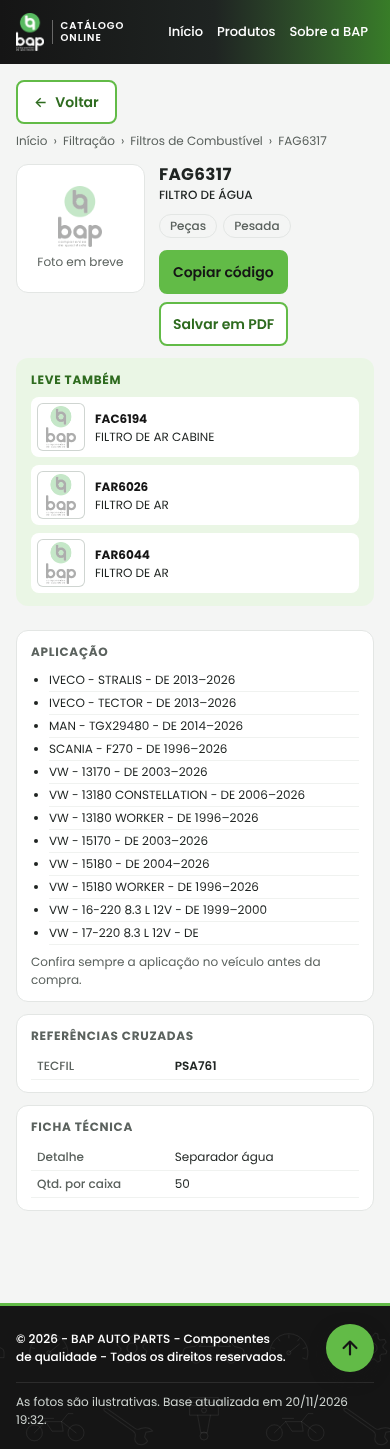 bap
CATÁLOGO
ONLINE
Início Produtos Sobre a BAP
← Voltar
Início › Filtração › Filtros de Combustível › FAG6317
bap
Foto em breve
FAG6317
FILTRO DE ÁGUA
Peças Pesada
Copiar código
Salvar em PDF
LEVE TAMBÉM
bap
FAC6194
FILTRO DE AR CABINE
bap
FAR6026
FILTRO DE AR
bap
FAR6044
FILTRO DE AR
APLICAÇÃO
• IVECO - STRALIS - DE 2013–2026
• IVECO - TECTOR - DE 2013–2026
• MAN - TGX29480 - DE 2014–2026
• SCANIA - F270 - DE 1996–2026
• VW - 13170 - DE 2003–2026
• VW - 13180 CONSTELLATION - DE 2006–2026
• VW - 13180 WORKER - DE 1996–2026
• VW - 15170 - DE 2003–2026
• VW - 15180 - DE 2004–2026
• VW - 15180 WORKER - DE 1996–2026
• VW - 16-220 8.3 L 12V - DE 1999–2000
• VW - 17-220 8.3 L 12V - DE
Confira sempre a aplicação no veículo antes da
compra.
REFERÊNCIAS CRUZADAS
TECFIL PSA761
FICHA TÉCNICA
Detalhe Separador água
Qtd. por caixa 50
© 2026 - BAP AUTO PARTS - Componentes
de qualidade - Todos os direitos reservados.
As fotos são ilustrativas. Base atualizada em 20/11/2026
19:32.